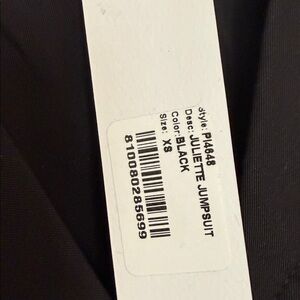 Style: PI4648
Desc: JULIETTE JUMPSUIT
Color: BLACK
Size: XS
810080285699